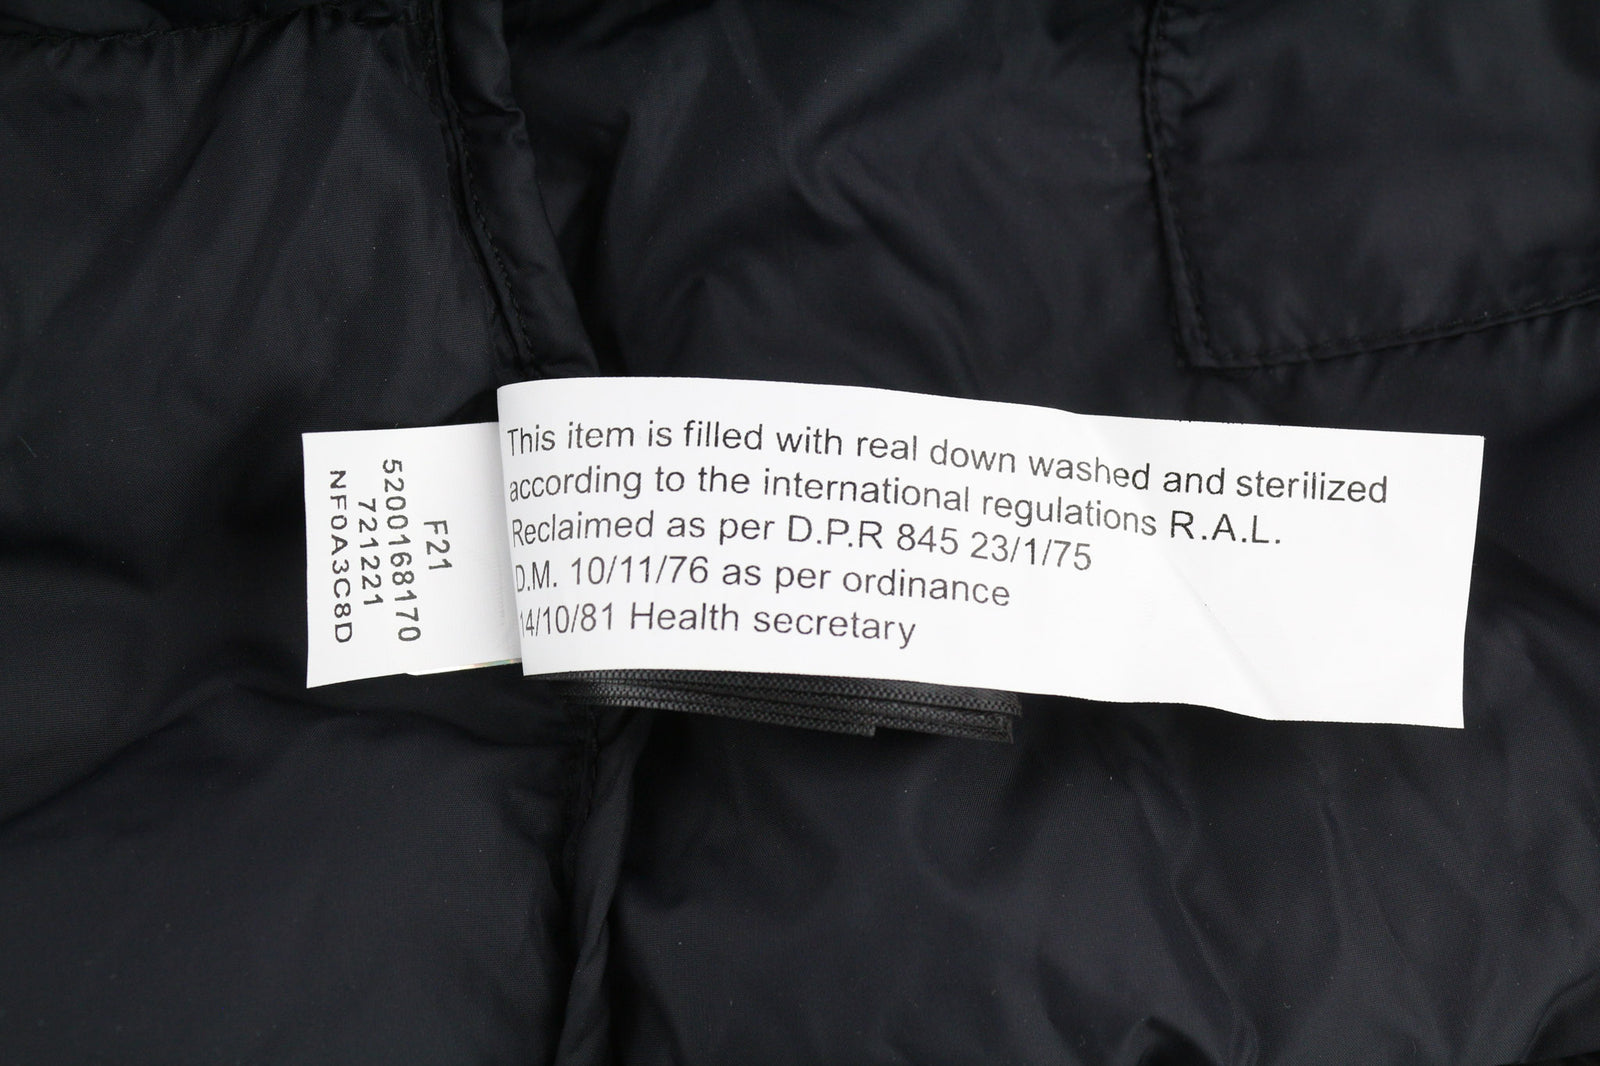 This item is filled with real down washed and sterilized
according to the international regulations R.A.L.
Reclaimed as per D.P.R 845 23/1/75
D.M. 10/11/76 as per ordinance
14/10/81 Health secretary
F21
5200168170
721221
NF0A3C8D